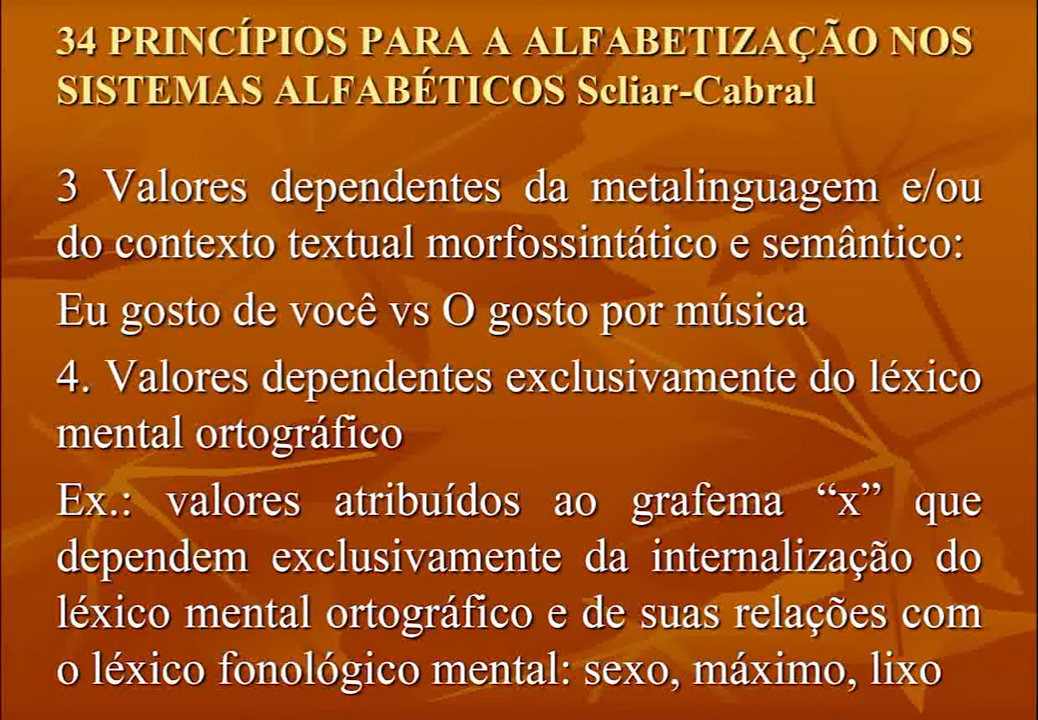 34 PRINCÍPIOS PARA A ALFABETIZAÇÃO NOS
SISTEMAS ALFABÉTICOS Scliar-Cabral
3 Valores dependentes da metalinguagem e/ou
do contexto textual morfossintático e semântico:
Eu gosto de você vs O gosto por música
4. Valores dependentes exclusivamente do léxico
mental ortográfico
Ex.: valores atribuídos ao grafema “x” que
dependem exclusivamente da internalização do
léxico mental ortográfico e de suas relações com
o léxico fonológico mental: sexo, máximo, lixo